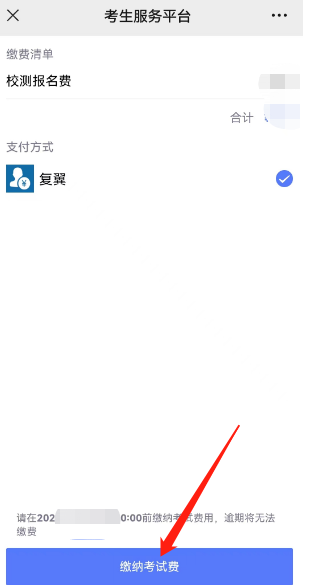 考生服务平台
缴费清单
校测报名费
合计
支付方式
复翼
请在202 0:00前缴纳考试费用，逾期将无法
缴费
缴纳考试费